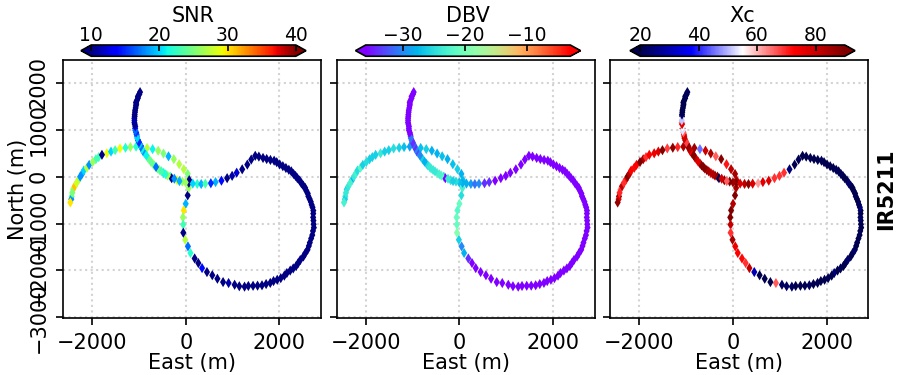 SNR DBV Xc
10 20 30 40 −30 −20 −10 20 40 60 80
2000
1000
0
−1000
−2000
−3000
North (m)
−2000 0 2000 −2000 0 2000 −2000 0 2000
East (m) East (m) East (m)
IR5211